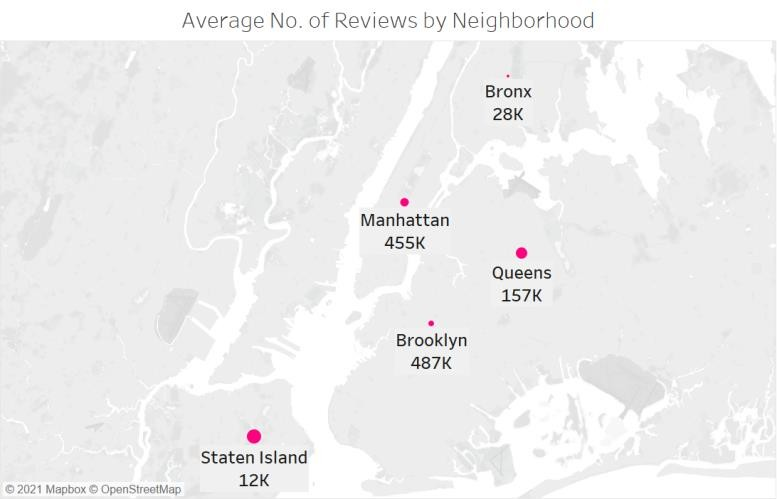 Average No. of Reviews by Neighborhood
Bronx
28K
Manhattan
455K
Queens
157K
Brooklyn
487K
Staten Island
12K
© 2021 Mapbox © OpenStreetMap